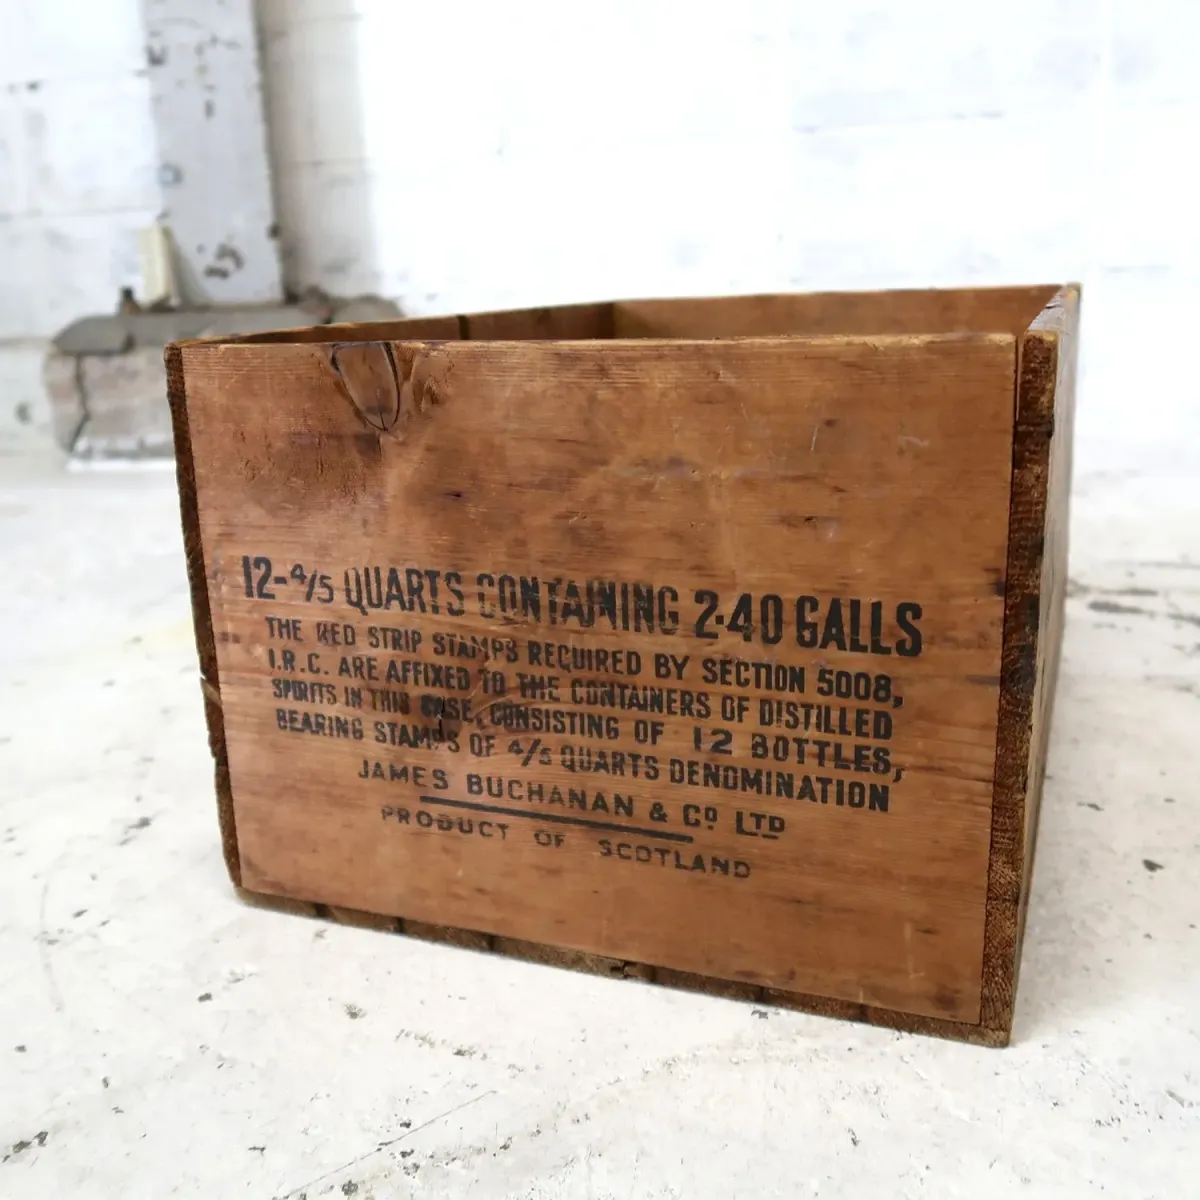 12-4/5 QUARTS CONTAINING 2·40 GALLS
THE RED STRIP STAMPS REQUIRED BY SECTION 5008,
I.R.C. ARE AFFIXED TO THE CONTAINERS OF DISTILLED
SPIRITS IN THIS CASE, CONSISTING OF 12 BOTTLES,
BEARING STAMPS OF 4/5 QUARTS DENOMINATION
JAMES BUCHANAN & Cº LTD
PRODUCT OF SCOTLAND